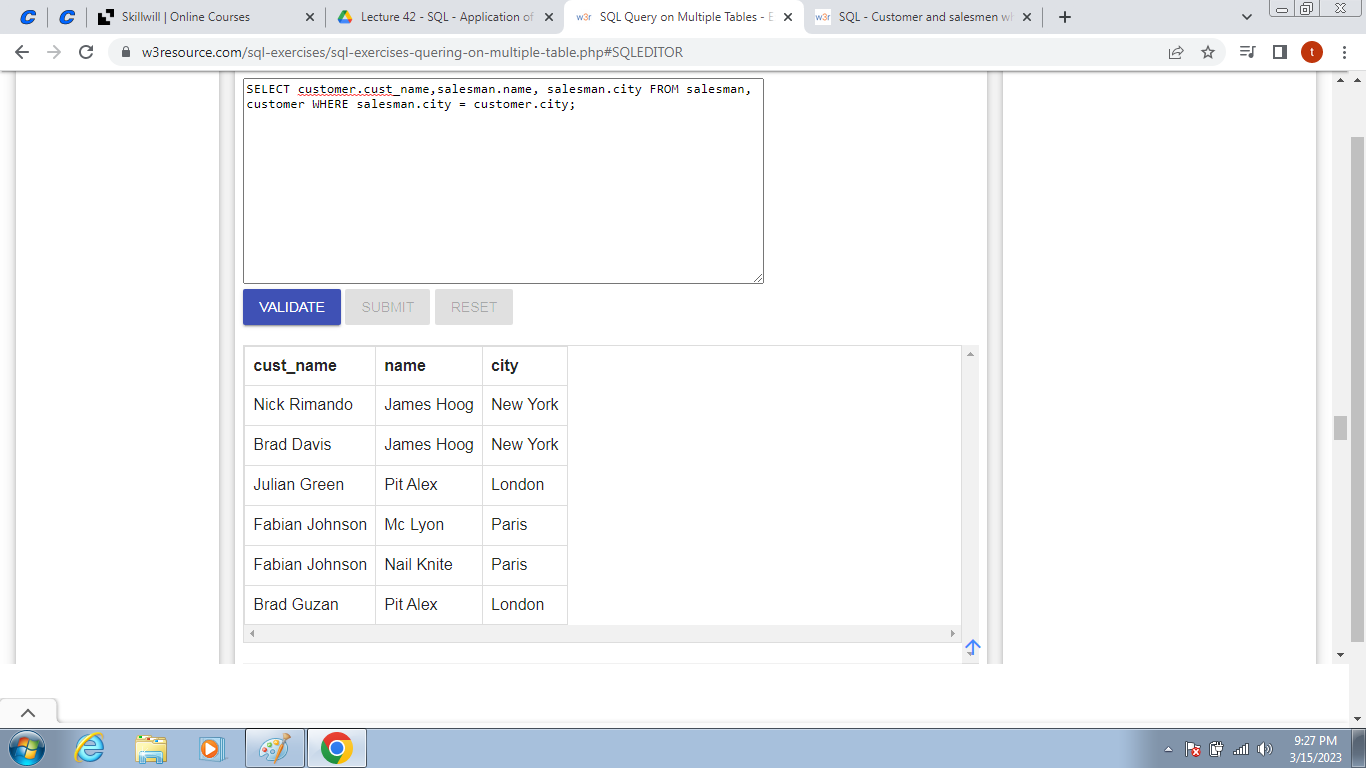 Skillwill | Online Courses
Lecture 42 - SQL - Application of
w3r SQL Query on Multiple Tables - E
w3r SQL - Customer and salesmen wh
w3resource.com/sql-exercises/sql-exercises-quering-on-multiple-table.php#SQLEDITOR
t
SELECT customer.cust_name,salesman.name, salesman.city FROM salesman,
customer WHERE salesman.city = customer.city;
VALIDATE SUBMIT RESET
cust_name name city
Nick Rimando James Hoog New York
Brad Davis James Hoog New York
Julian Green Pit Alex London
Fabian Johnson Mc Lyon Paris
Fabian Johnson Nail Knite Paris
Brad Guzan Pit Alex London
9:27 PM
3/15/2023